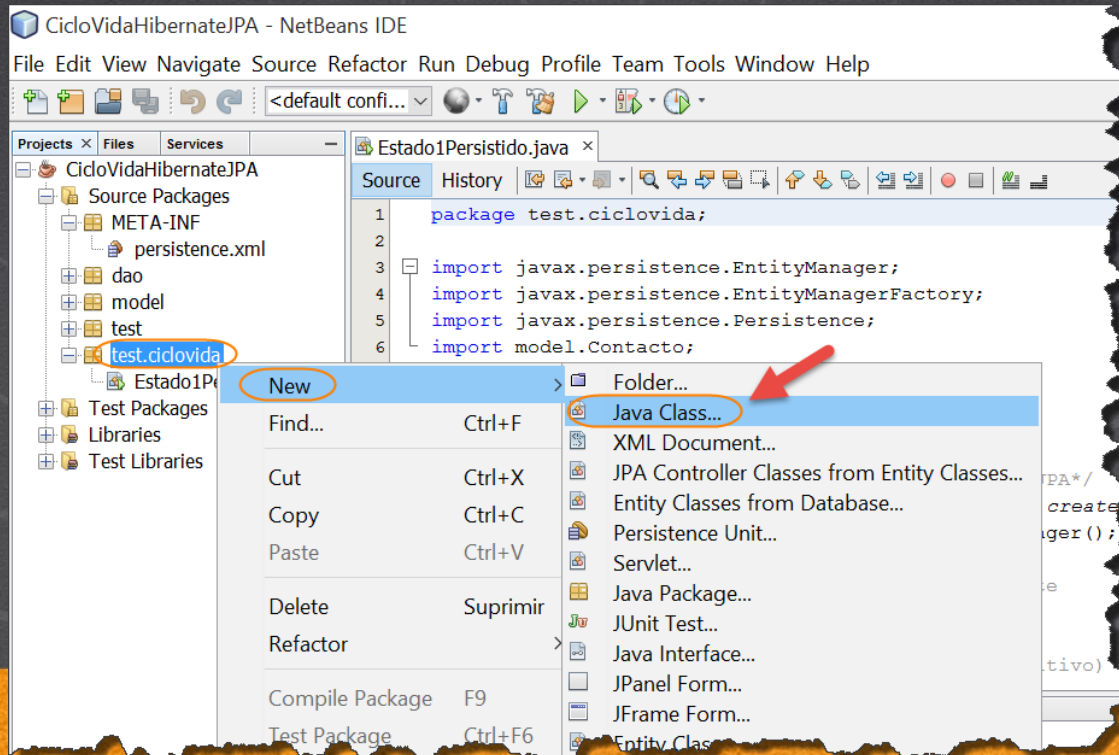 CicloVidaHibernateJPA - NetBeans IDE
File Edit View Navigate Source Refactor Run Debug Profile Team Tools Window Help
<default confi...
Projects Files Services
Estado1Persistido.java
CicloVidaHibernateJPA
Source Packages
META-INF
persistence.xml
dao
model
test
test.ciclovida
Estado1Pe
Test Packages
Libraries
Test Libraries
Source History
1 package test.ciclovida;
2
3 import javax.persistence.EntityManager;
4 import javax.persistence.EntityManagerFactory;
5 import javax.persistence.Persistence;
6 import model.Contacto;
JPA*/
create
ager();
te
tivo)
New
Find... Ctrl+F
Cut Ctrl+X
Copy Ctrl+C
Paste Ctrl+V
Delete Suprimir
Refactor
Compile Package F9
Test Package Ctrl+F6
Folder...
Java Class...
XML Document...
JPA Controller Classes from Entity Classes...
Entity Classes from Database...
Persistence Unit...
Servlet...
Java Package...
JUnit Test...
Java Interface...
JPanel Form...
JFrame Form...
Entity Class